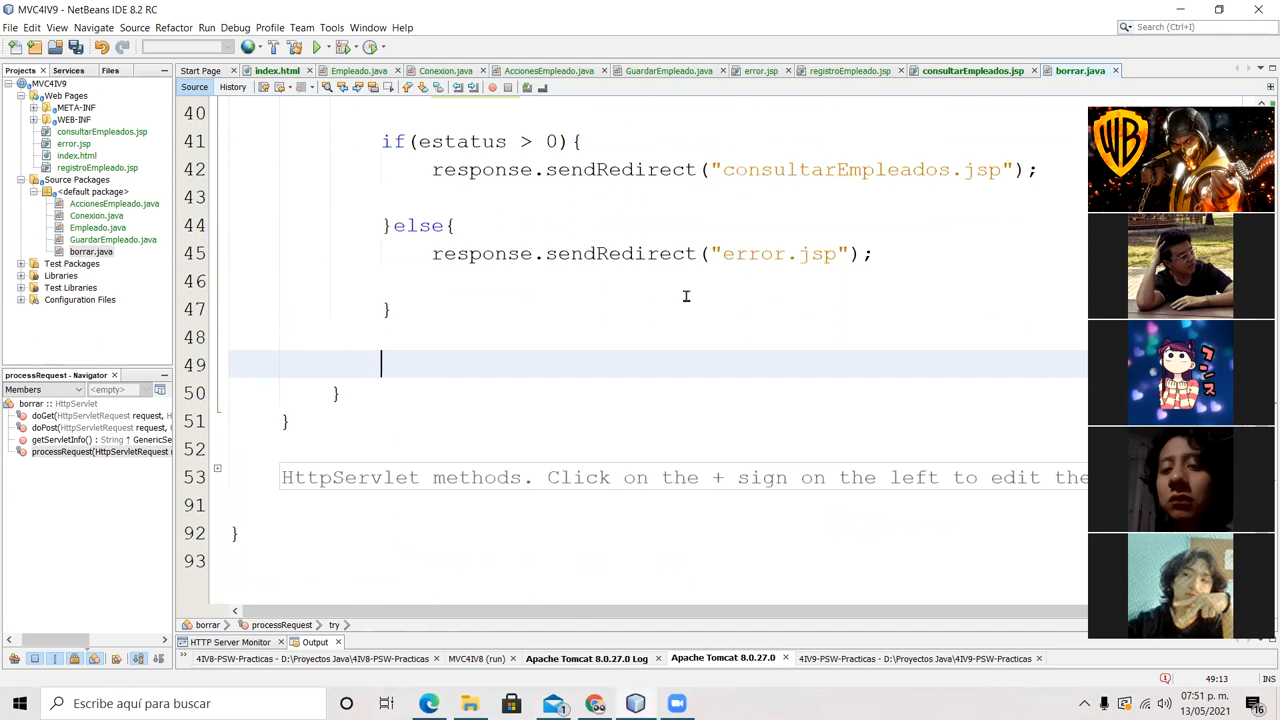 MVC4IV9 - NetBeans IDE 8.2 RC
File Edit View Navigate Source Refactor Run Debug Profile Team Tools Window Help
Search (Ctrl+I)
Projects Services Files
Start Page index.html Empleado.java Conexion.java AccionesEmpleado.java GuardarEmpleado.java error.jsp registroEmpleado.jsp consultarEmpleados.jsp borrar.java
Source History
MVC4IV9
Web Pages
META-INF
WEB-INF
consultarEmpleados.jsp
error.jsp
index.html
registroEmpleado.jsp
Source Packages
<default package>
AccionesEmpleado.java
Conexion.java
Empleado.java
GuardarEmpleado.java
borrar.java
Test Packages
Libraries
Test Libraries
Configuration Files
processRequest - Navigator
Members <empty>
borrar :: HttpServlet
doGet(HttpServletRequest request, H
doPost(HttpServletRequest request,
getServletInfo() : String ↑ GenericSe
processRequest(HttpServletRequest r
40
41 if(estatus > 0){
42 response.sendRedirect("consultarEmpleados.jsp");
43
44 }else{
45 response.sendRedirect("error.jsp");
46
47 }
48
49
50 }
51 }
52
53 HttpServlet methods. Click on the + sign on the left to edit the
91
92 }
93
WB
コンス
borrar processRequest try
HTTP Server Monitor Output
4IV8-PSW-Practicas - D:\Proyectos Java\4IV8-PSW-Practicas MVC4IV8 (run) Apache Tomcat 8.0.27.0 Log Apache Tomcat 8.0.27.0 4IV9-PSW-Practicas - D:\Proyectos Java\4IV9-PSW-Practicas
49:13 INS
Escribe aquí para buscar
1
07:51 p. m.
13/05/2021
16